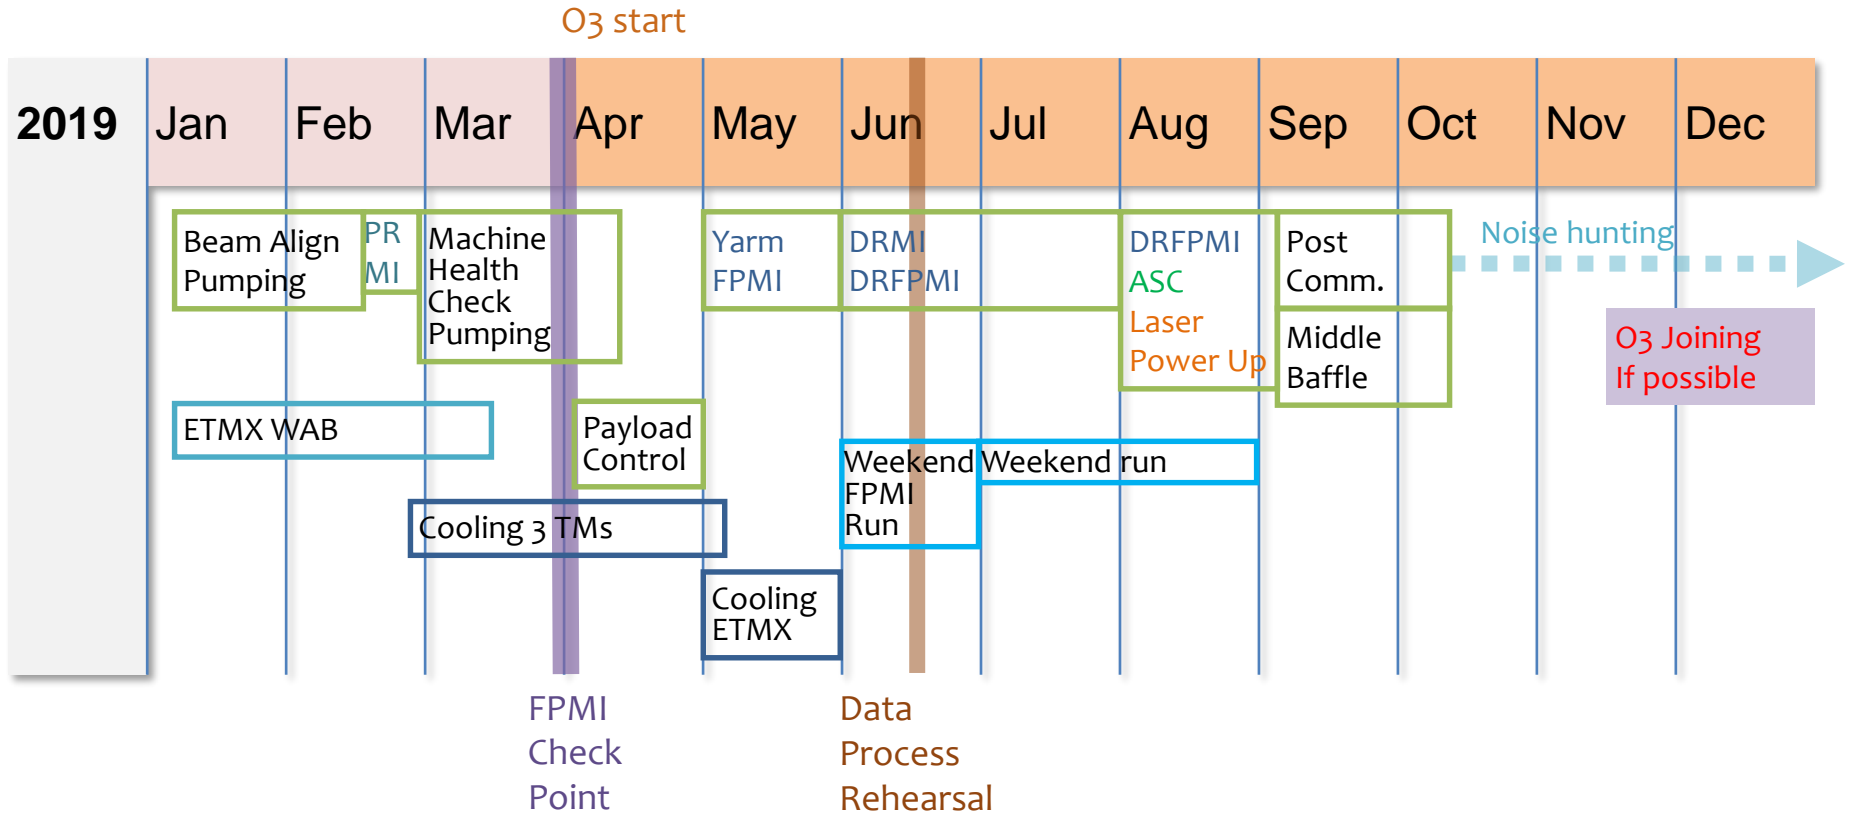 O3 start
2019
Jan
Feb
Mar
Apr
May
Jun
Jul
Aug
Sep
Oct
Nov
Dec
Beam Align
Pumping
PR
MI
Machine
Health
Check
Pumping
Yarm
FPMI
DRMI
DRFPMI
DRFPMI
ASC
Laser
Power Up
Post
Comm.
Middle
Baffle
Noise hunting
O3 Joining
If possible
ETMX WAB
Payload
Control
Weekend
FPMI
Run
Weekend run
Cooling 3 TMs
Cooling
ETMX
FPMI
Check
Point
Data
Process
Rehearsal